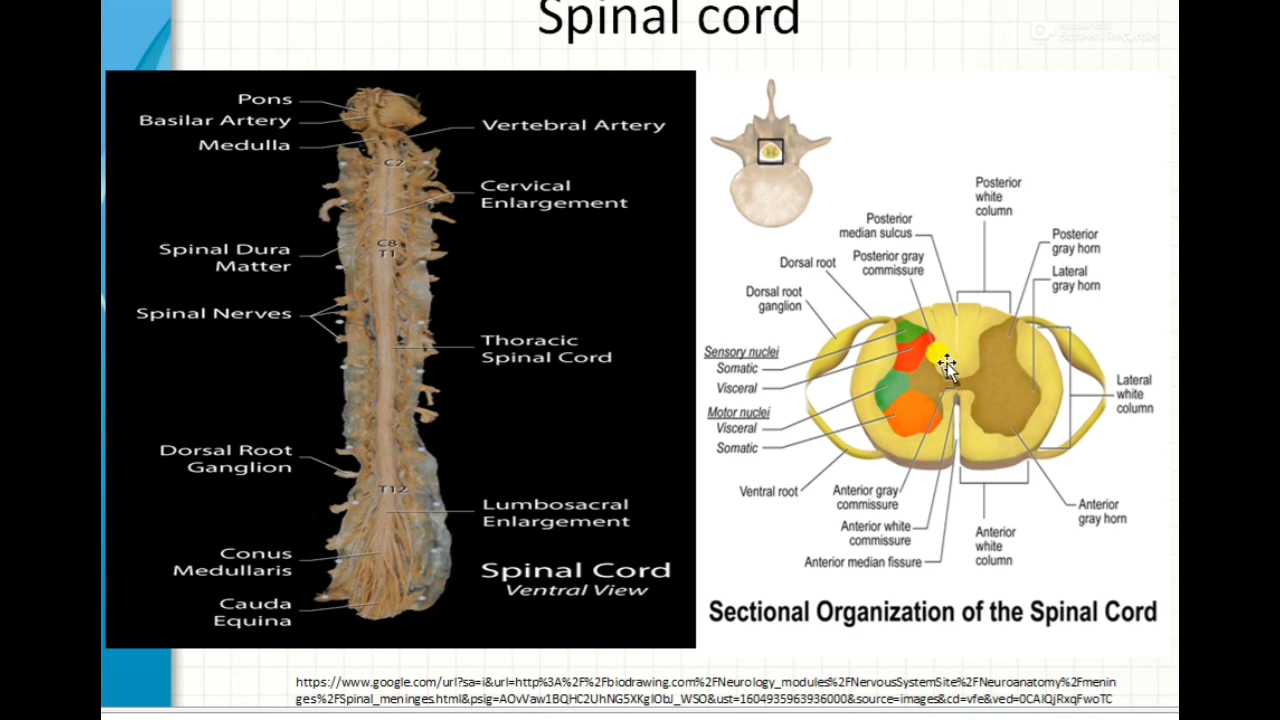 Spinal cord
Pons
Basilar Artery
Medulla
Vertebral Artery
C2
Cervical
Enlargement
C8
T1
Spinal Dura
Matter
Spinal Nerves
Thoracic
Spinal Cord
Dorsal Root
Ganglion
T12
Lumbosacral
Enlargement
Conus
Medullaris
Cauda
Equina
Spinal Cord
Ventral View
Posterior
white
column
Posterior
median sulcus
Posterior gray
commissure
Dorsal root
Dorsal root
ganglion
Posterior
gray horn
Lateral
gray horn
Sensory nuclei
Somatic
Visceral
Motor nuclei
Visceral
Somatic
Lateral
white
column
Ventral root
Anterior gray
commissure
Anterior white
commissure
Anterior median fissure
Anterior
white
column
Anterior
gray horn
Sectional Organization of the Spinal Cord
https://www.google.com/url?sa=i&url=http%3A%2F%2Fbiodrawing.com%2FNeurology_modules%2FNervousSystemSite%2FNeuroanatomy%2Fmenin
ges%2FSpinal_meninges.html&psig=AOvVaw1BQHC2UhNG5XKglObJ_WSO&ust=1604935963936000&source=images&cd=vfe&ved=0CAIQjRxqFwoTC
Screen Recorder